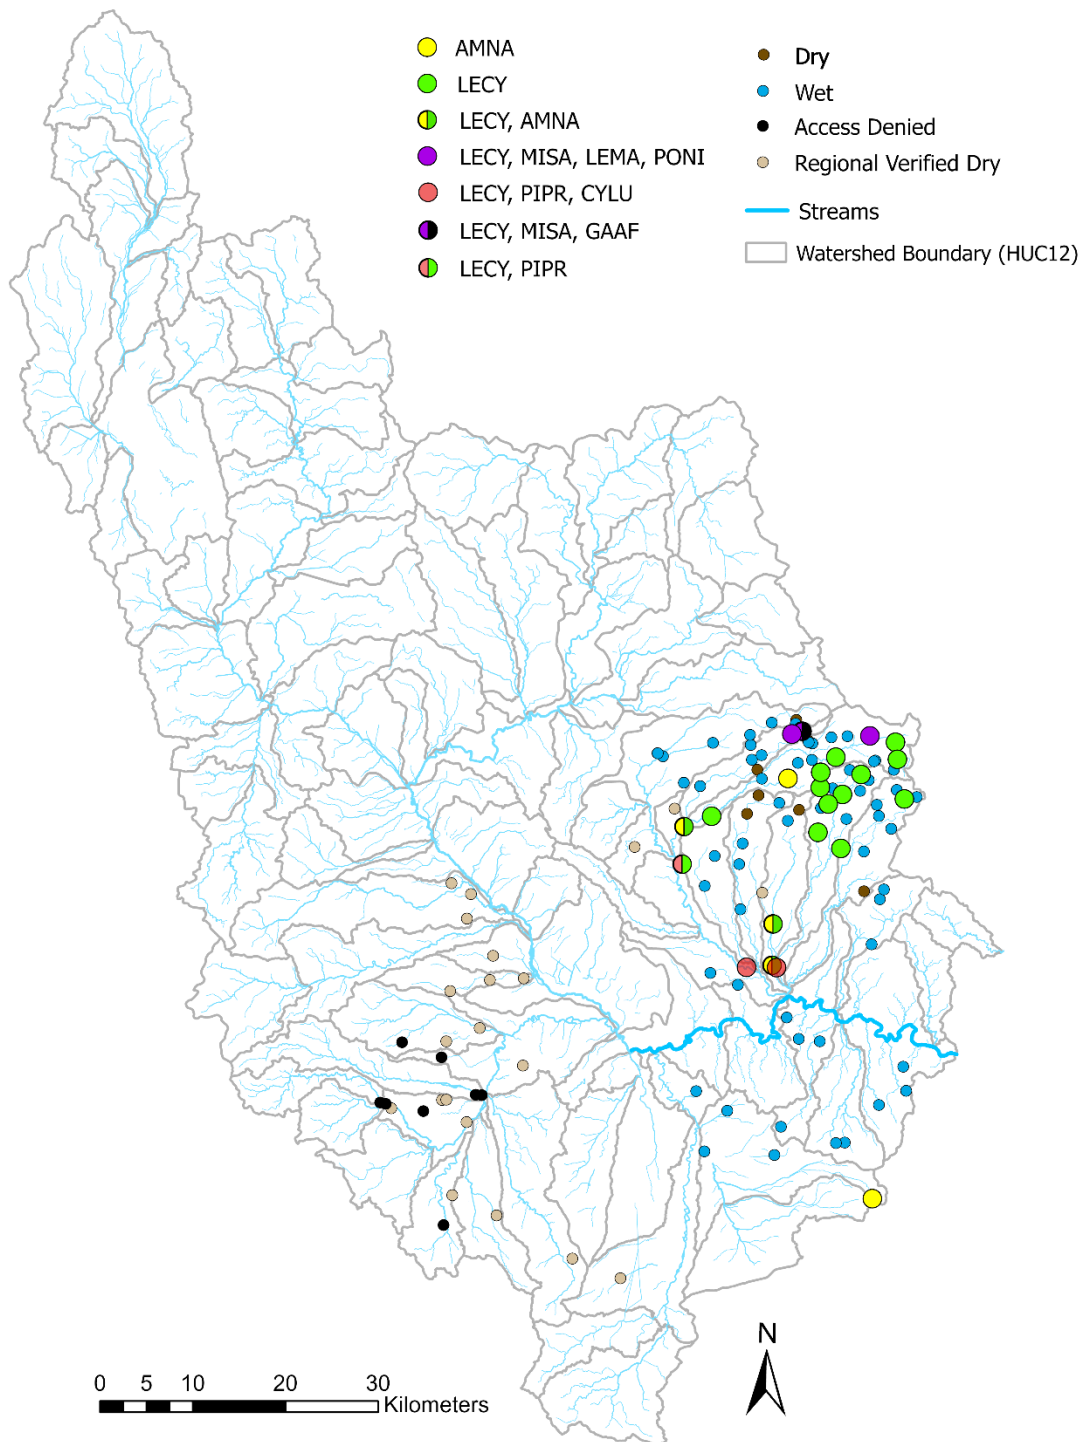 AMNA
LECY
LECY, AMNA
LECY, MISA, LEMA, PONI
LECY, PIPR, CYLU
LECY, MISA, GAAF
LECY, PIPR
Dry
Wet
Access Denied
Regional Verified Dry
Streams
Watershed Boundary (HUC12)
N
0 5 10 20 30
Kilometers